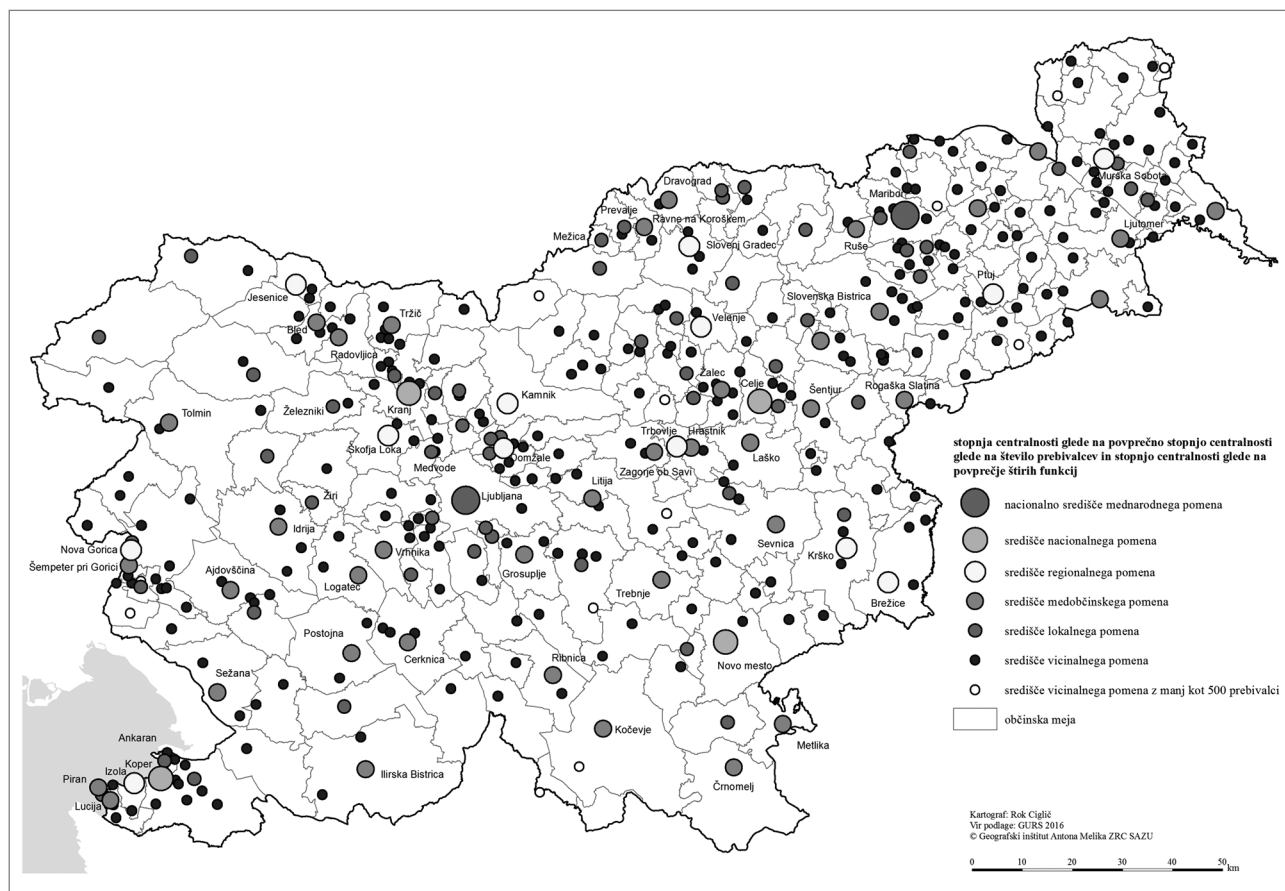 Dravograd
Maribor
Murska Sobota
Prevalje
Ravne na Koroškem
Mežica
Slovenj Gradec
Ruše
Ljutomer
Jesenice
Ptuj
Slovenska Bistrica
Tržič
Bled
Velenje
Radovljica
Žalec
Celje
Šentjur
Rogaška Slatina
Kamnik
Železniki
Kranj
Tolmin
Trbovlje
Hrastnik
Škofja Loka
Domžale
Medvode
Zagorje ob Savi
Laško
Litija
Žiri
Ljubljana
Idrija
Sevnica
Nova Gorica
Vrhnika
Krško
Šempeter pri Gorici
Grosuplje
Ajdovščina
Logatec
Trebnje
Brežice
Postojna
Cerknica
Ribnica
Novo mesto
Sežana
Kočevje
Metlika
Ankaran
Koper
Izola
Piran
Lucija
Ilirska Bistrica
Črnomelj
stopnja centralnosti glede na povprečno stopnjo centralnosti
glede na število prebivalcev in stopnjo centralnosti glede na
povprečje štirih funkcij
nacionalno središče mednarodnega pomena
središče nacionalnega pomena
središče regionalnega pomena
središče medobčinskega pomena
središče lokalnega pomena
središče vicinalnega pomena
središče vicinalnega pomena z manj kot 500 prebivalci
občinska meja
Kartograf: Rok Ciglič
Vir podlage: GURS 2016
© Geografski inštitut Antona Melika ZRC SAZU
0 10 20 30 40 50
km